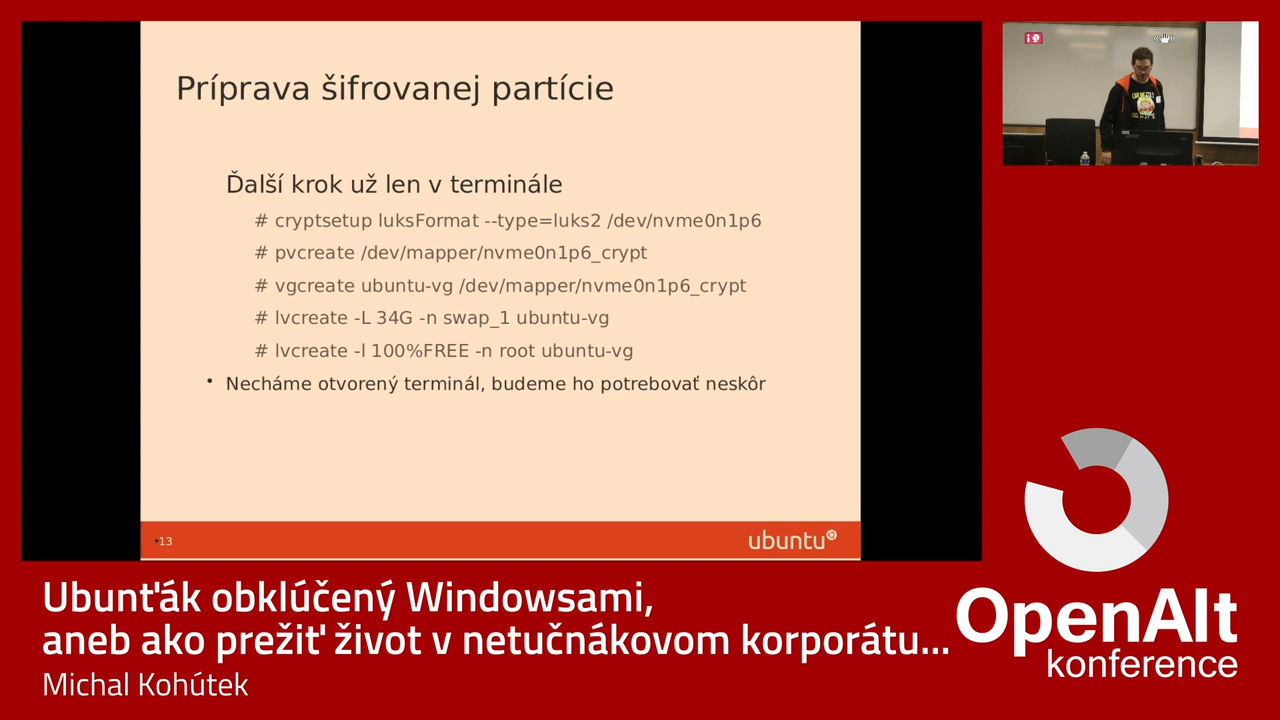 Príprava šifrovanej partície
Ďalší krok už len v terminále
# cryptsetup luksFormat --type=luks2 /dev/nvme0n1p6
# pvcreate /dev/mapper/nvme0n1p6_crypt
# vgcreate ubuntu-vg /dev/mapper/nvme0n1p6_crypt
# lvcreate -L 34G -n swap_1 ubuntu-vg
# lvcreate -l 100%FREE -n root ubuntu-vg
• Necháme otvorený terminál, budeme ho potrebovať neskôr
•13
ubuntu
Ubunťák obklúčený Windowsami,
aneb ako prežiť život v netučnákovom korporátu...
Michal Kohútek
OpenAlt
konference